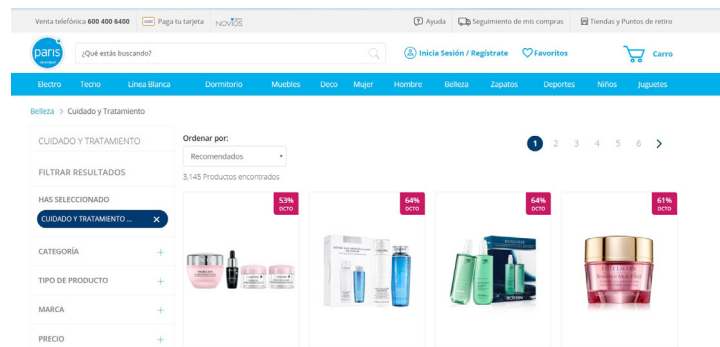 Venta telefónica 600 400 6400 Paga tu tarjeta NOVIOS Ayuda Seguimiento de mis compras Tiendas y Puntos de retiro
paris ¿Qué estás buscando? Inicia Sesión / Regístrate Favoritos Carro
Electro Tecno Línea Blanca Dormitorio Muebles Deco Mujer Hombre Belleza Zapatos Deportes Niños Juguetes
Belleza > Cuidado y Tratamiento
CUIDADO Y TRATAMIENTO
FILTRAR RESULTADOS
HAS SELECCIONADO
CUIDADO Y TRATAMIENTO ... X
CATEGORÍA +
TIPO DE PRODUCTO +
MARCA +
PRECIO +
Ordenar por:
Recomendados
3,145 Productos encontrados
1 2 3 4 5 6 >
53% DCTO
64% DCTO
64% DCTO
BIOTHERM
61% DCTO
ESTEE LAUDER